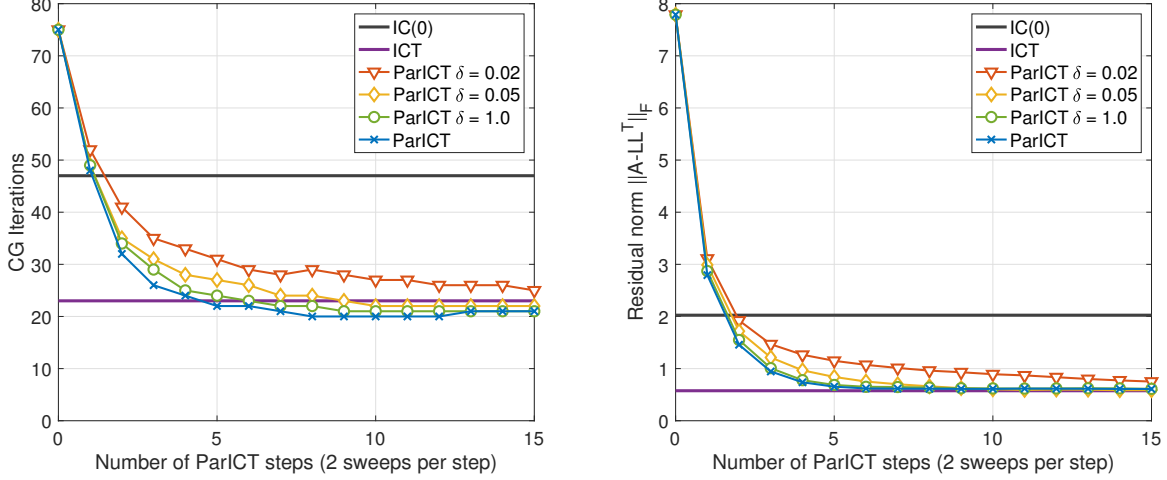 80
70
60
50
40
30
20
10
0
CG Iterations
0
5
10
15
Number of ParICT steps (2 sweeps per step)
IC(0)
ICT
ParICT δ = 0.02
ParICT δ = 0.05
ParICT δ = 1.0
ParICT
8
7
6
5
4
3
2
1
0
Residual norm ||A-LL^T||_F
0
5
10
15
Number of ParICT steps (2 sweeps per step)
IC(0)
ICT
ParICT δ = 0.02
ParICT δ = 0.05
ParICT δ = 1.0
ParICT